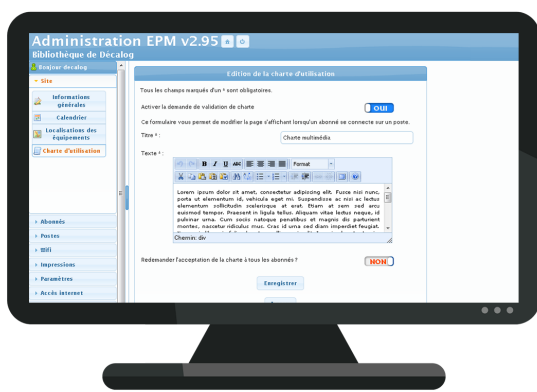 Administration EPM v2.95
Bibliothèque de Décalog
Bonjour decalog
Site
Informations
générales
Calendrier
Localisations des
équipements
Charte d'utilisation
Abonnés
Postes
Wifi
Impressions
Paramètres
Accès internet
Edition de la charte d'utilisation
Tous les champs marqués d'un * sont obligatoires.
Activer la demande de validation de charte
OUI
Ce formulaire vous permet de modifier la page s'affichant lorsqu'un abonné se connecte sur un poste.
Titre * :
Charte multimédia
Texte * :
B I U ABC
Format
Lorem ipsum dolor sit amet, consectetur adipiscing elit. Fusce nisl nunc,
porta ut elementum id, vehicula eget mi. Suspendisse ac nisi ac lectus
elementum sollicitudin scelerisque at erat. Etiam at sem sed arcu
euismod tempor. Praesent in ligula tellus. Aliquam vitae lectus neque, id
pulvinar urna. Cum sociis natoque penatibus et magnis dis parturient
montes, nascetur ridiculus mus. Cras id urna sed diam imperdiet feugiat.
Chemin: div
Redemander l'acceptation de la charte à tous les abonnés ?
NON
Enregistrer